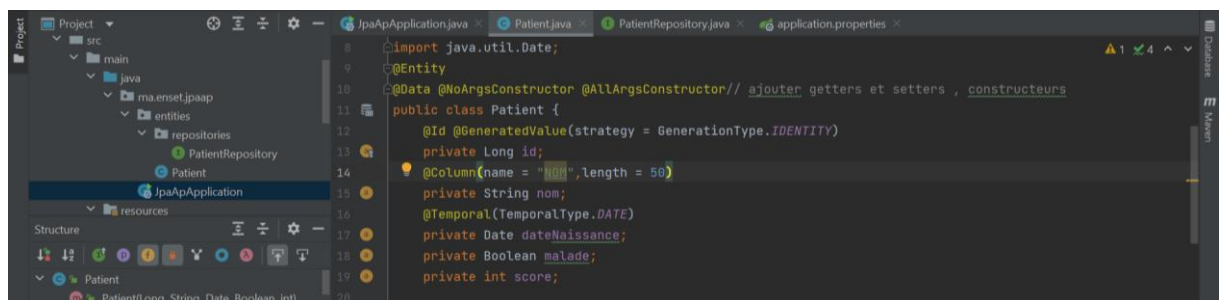 Project
JpaApApplication.java
Patient.java
PatientRepository.java
application.properties
Project
src
main
java
ma.enset.jpaap
entities
repositories
PatientRepository
Patient
JpaApApplication
resources
Structure
Patient
Patient(Long, String, Date, Boolean, int)
8 import java.util.Date;
9 @Entity
10 @Data @NoArgsConstructor @AllArgsConstructor// ajouter getters et setters , constructeurs
11 public class Patient {
12 @Id @GeneratedValue(strategy = GenerationType.IDENTITY)
13 private Long id;
14 @Column(name = "NOM",length = 50)
15 private String nom;
16 @Temporal(TemporalType.DATE)
17 private Date dateNaissance;
18 private Boolean malade;
19 private int score;
20
1 4
Database
m Maven